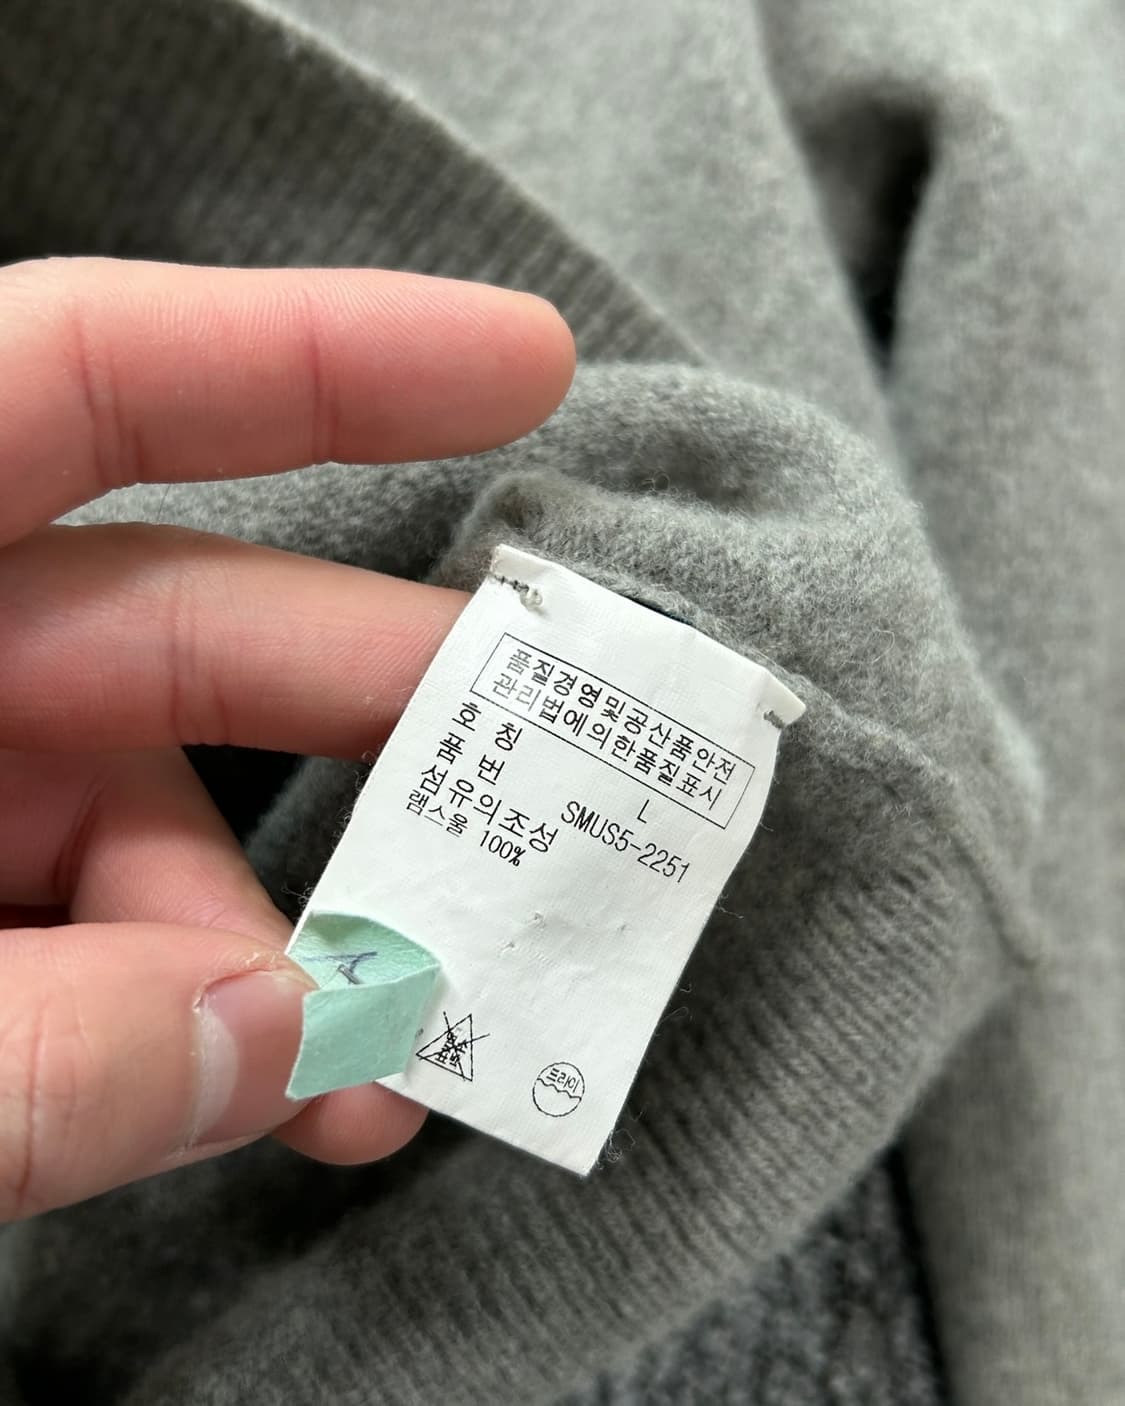 품질경영및공산품안전
관리법에의한품질표시
호 칭 L
품 번 SMUS5-2251
섬유의조성
램스울 100%
드라이